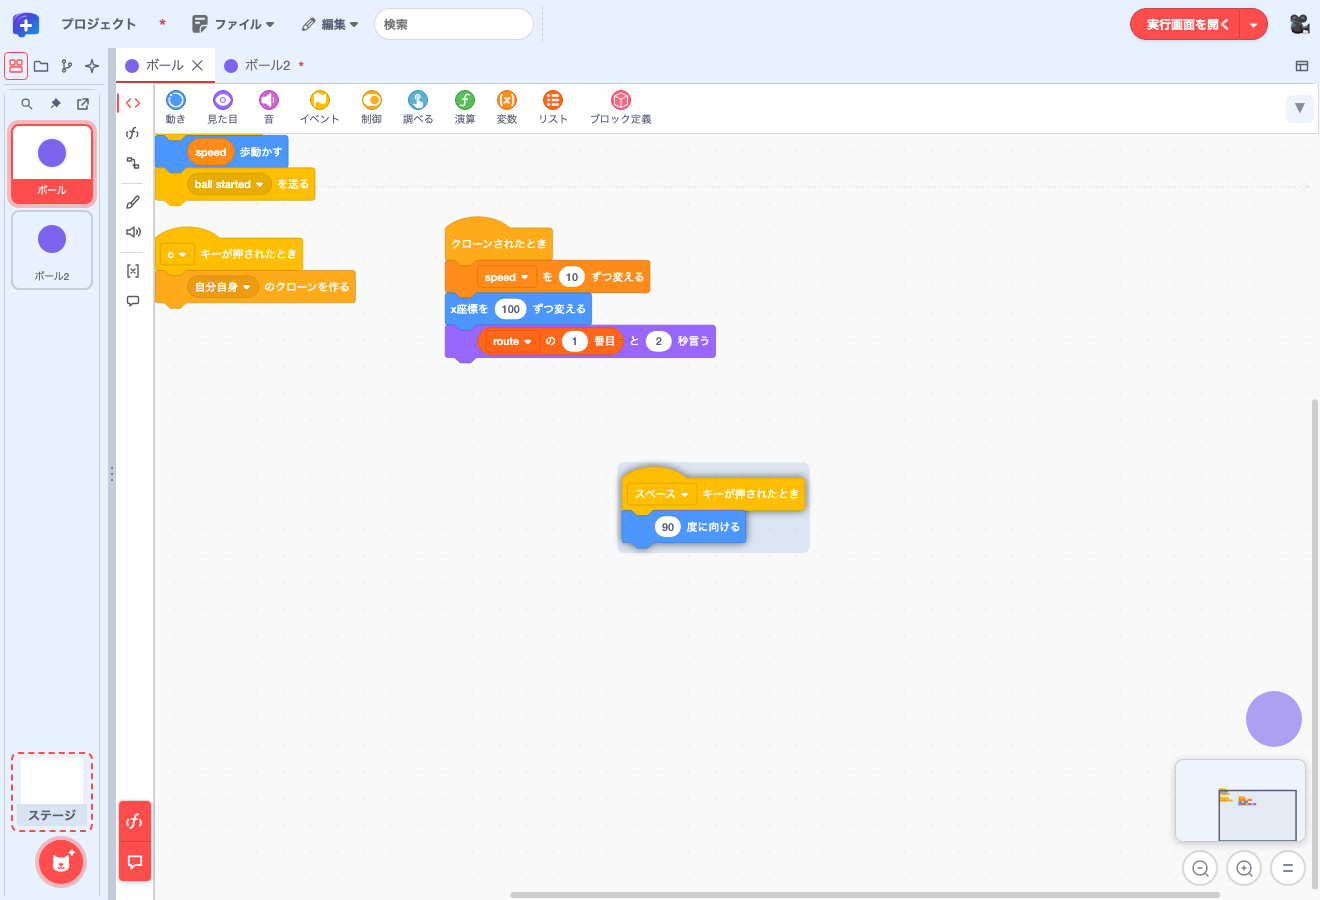 プロジェクト * ファイル 編集 検索 実行画面を開く
ボール ボール2 *
動き 見た目 音 イベント 制御 調べる 演算 変数 リスト ブロック定義
speed 歩動かす
ball started を送る
c キーが押されたとき
自分自身 のクローンを作る
クローンされたとき
speed を 10 ずつ変える
x座標を 100 ずつ変える
route の 1 番目 と 2 秒言う
スペース キーが押されたとき
90 度に向ける
ボール
ボール2
ステージ